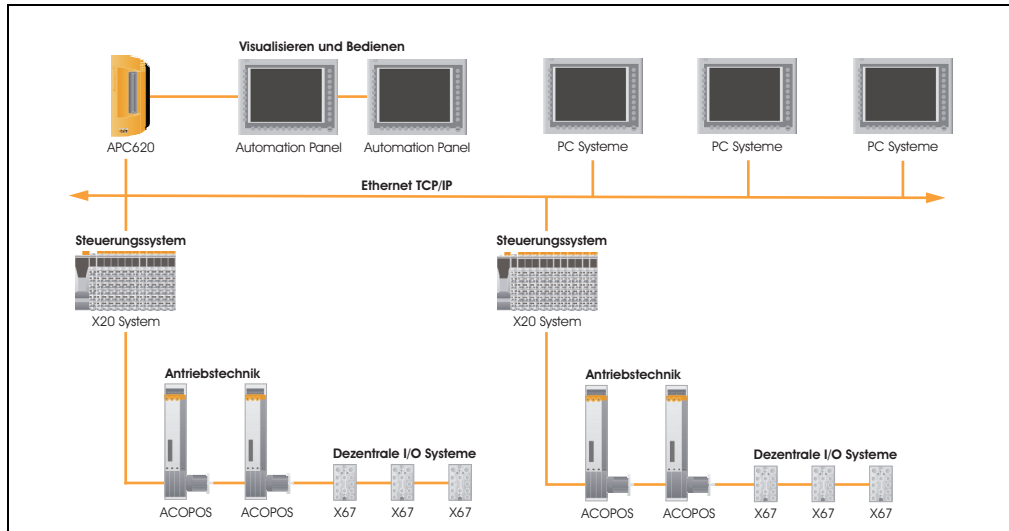 Visualisieren und Bedienen
APC620
Automation Panel
Automation Panel
PC Systeme
PC Systeme
PC Systeme
Ethernet TCP/IP
Steuerungssystem
Steuerungssystem
X20 System
X20 System
Antriebstechnik
Antriebstechnik
Dezentrale I/O Systeme
Dezentrale I/O Systeme
ACOPOS
ACOPOS
X67
X67
X67
ACOPOS
ACOPOS
X67
X67
X67